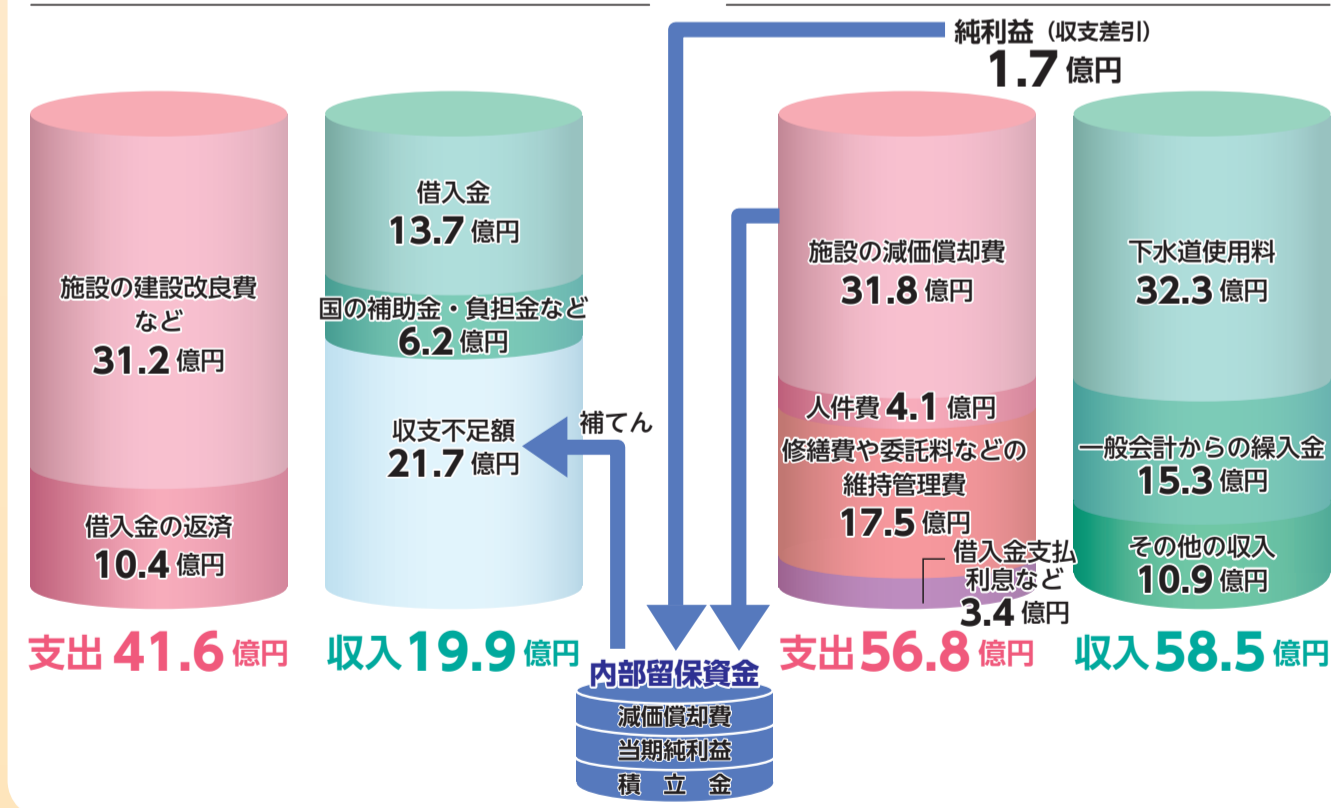 純利益（収支差引）
1.7億円
施設の建設改良費
など
31.2億円
借入金の返済
10.4億円
支出41.6億円
借入金
13.7億円
国の補助金・負担金など
6.2億円
収支不足額
21.7億円
収入19.9億円
補てん
内部留保資金
減価償却費
当期純利益
積立金
施設の減価償却費
31.8億円
人件費4.1億円
修繕費や委託料などの
維持管理費
17.5億円
借入金支払
利息など
3.4億円
支出56.8億円
下水道使用料
32.3億円
一般会計からの繰入金
15.3億円
その他の収入
10.9億円
収入58.5億円